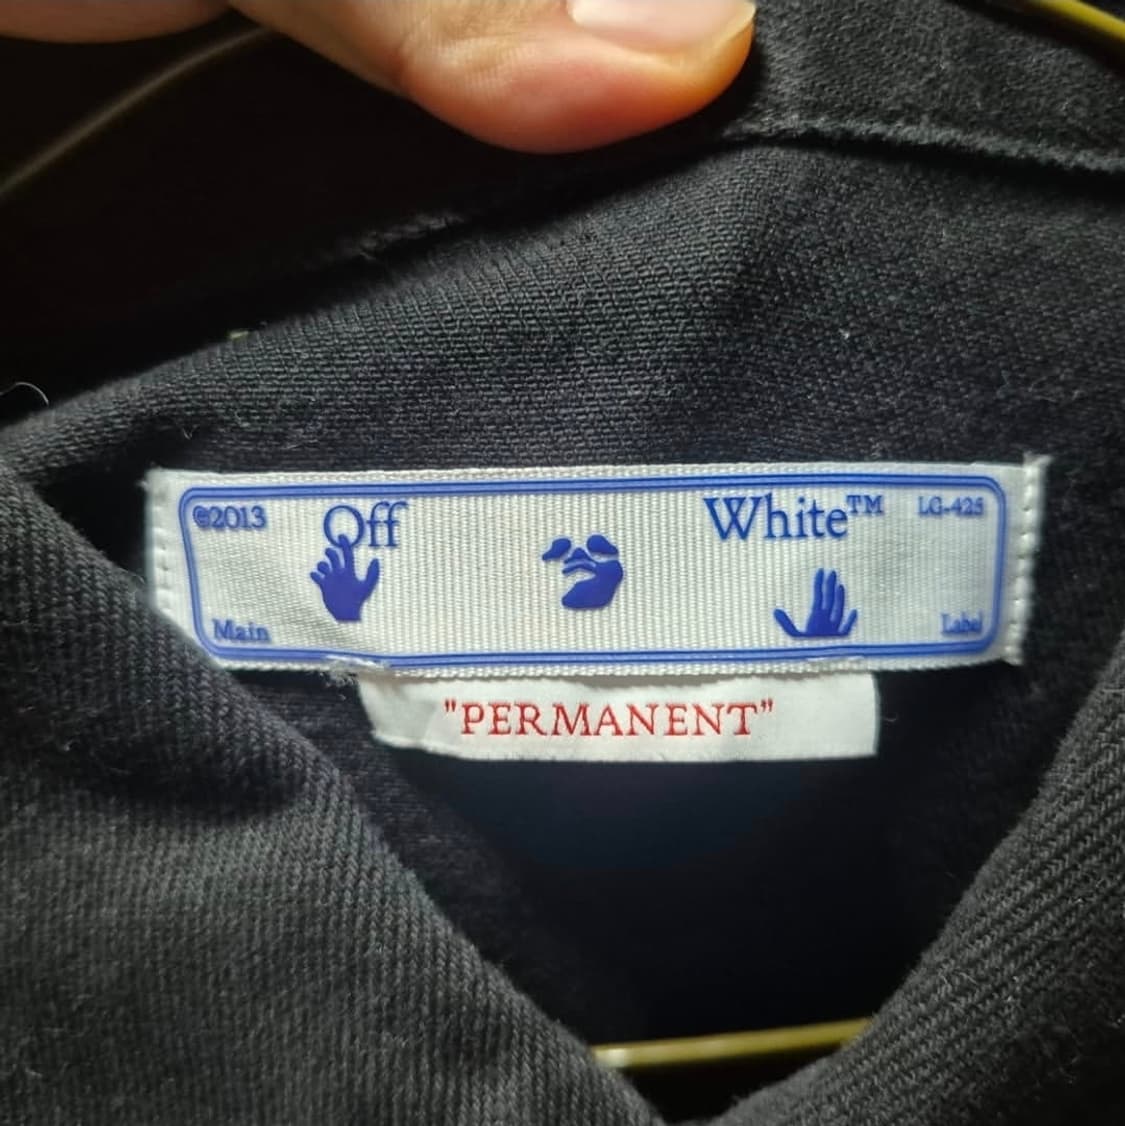 ©2013 Off White™ LG-425
Main Label
"PERMANENT"